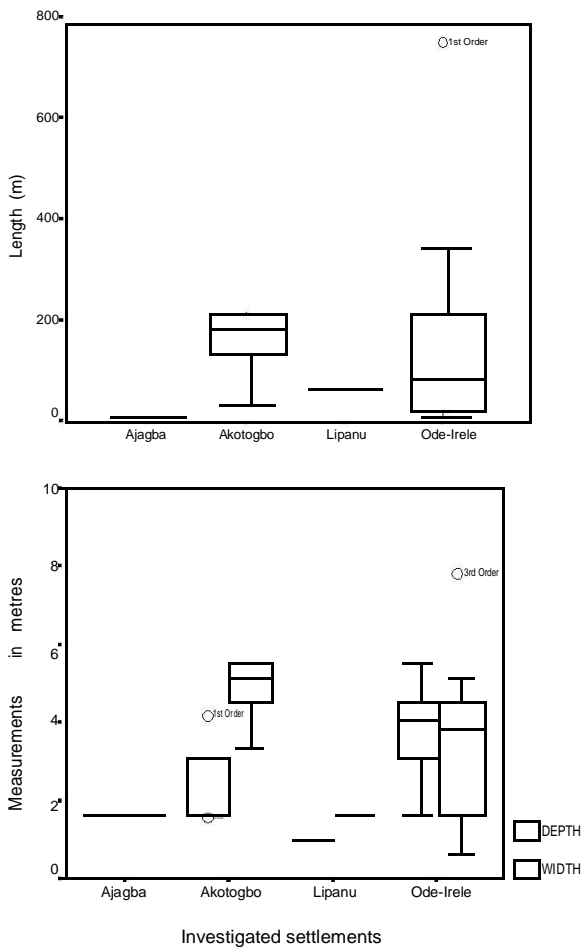 800
1st Order
600
Length (m)
400
200
0
Ajagba Akotogbo Lipanu Ode-Irele
10
8
3rd Order
6
Measurements in metres
1st Order
4
2
DEPTH
0
WIDTH
Ajagba Akotogbo Lipanu Ode-Irele
Investigated settlements